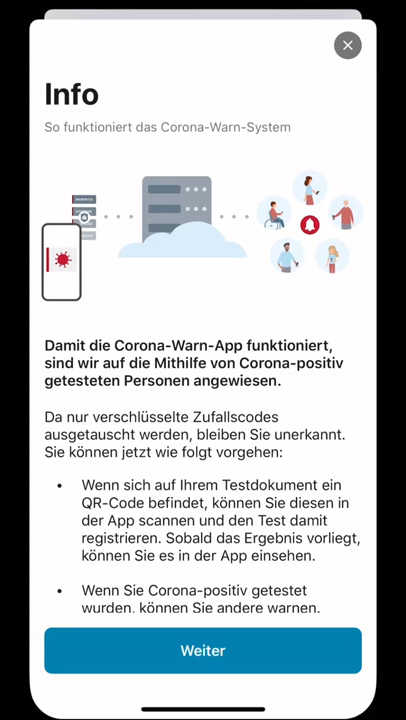 Info
So funktioniert das Corona-Warn-System
Damit die Corona-Warn-App funktioniert,
sind wir auf die Mithilfe von Corona-positiv
getesteten Personen angewiesen.
Da nur verschlüsselte Zufallscodes
ausgetauscht werden, bleiben Sie unerkannt.
Sie können jetzt wie folgt vorgehen:
• Wenn sich auf Ihrem Testdokument ein
QR-Code befindet, können Sie diesen in
der App scannen und den Test damit
registrieren. Sobald das Ergebnis vorliegt,
können Sie es in der App einsehen.
• Wenn Sie Corona-positiv getestet
wurden, können Sie andere warnen.
Weiter